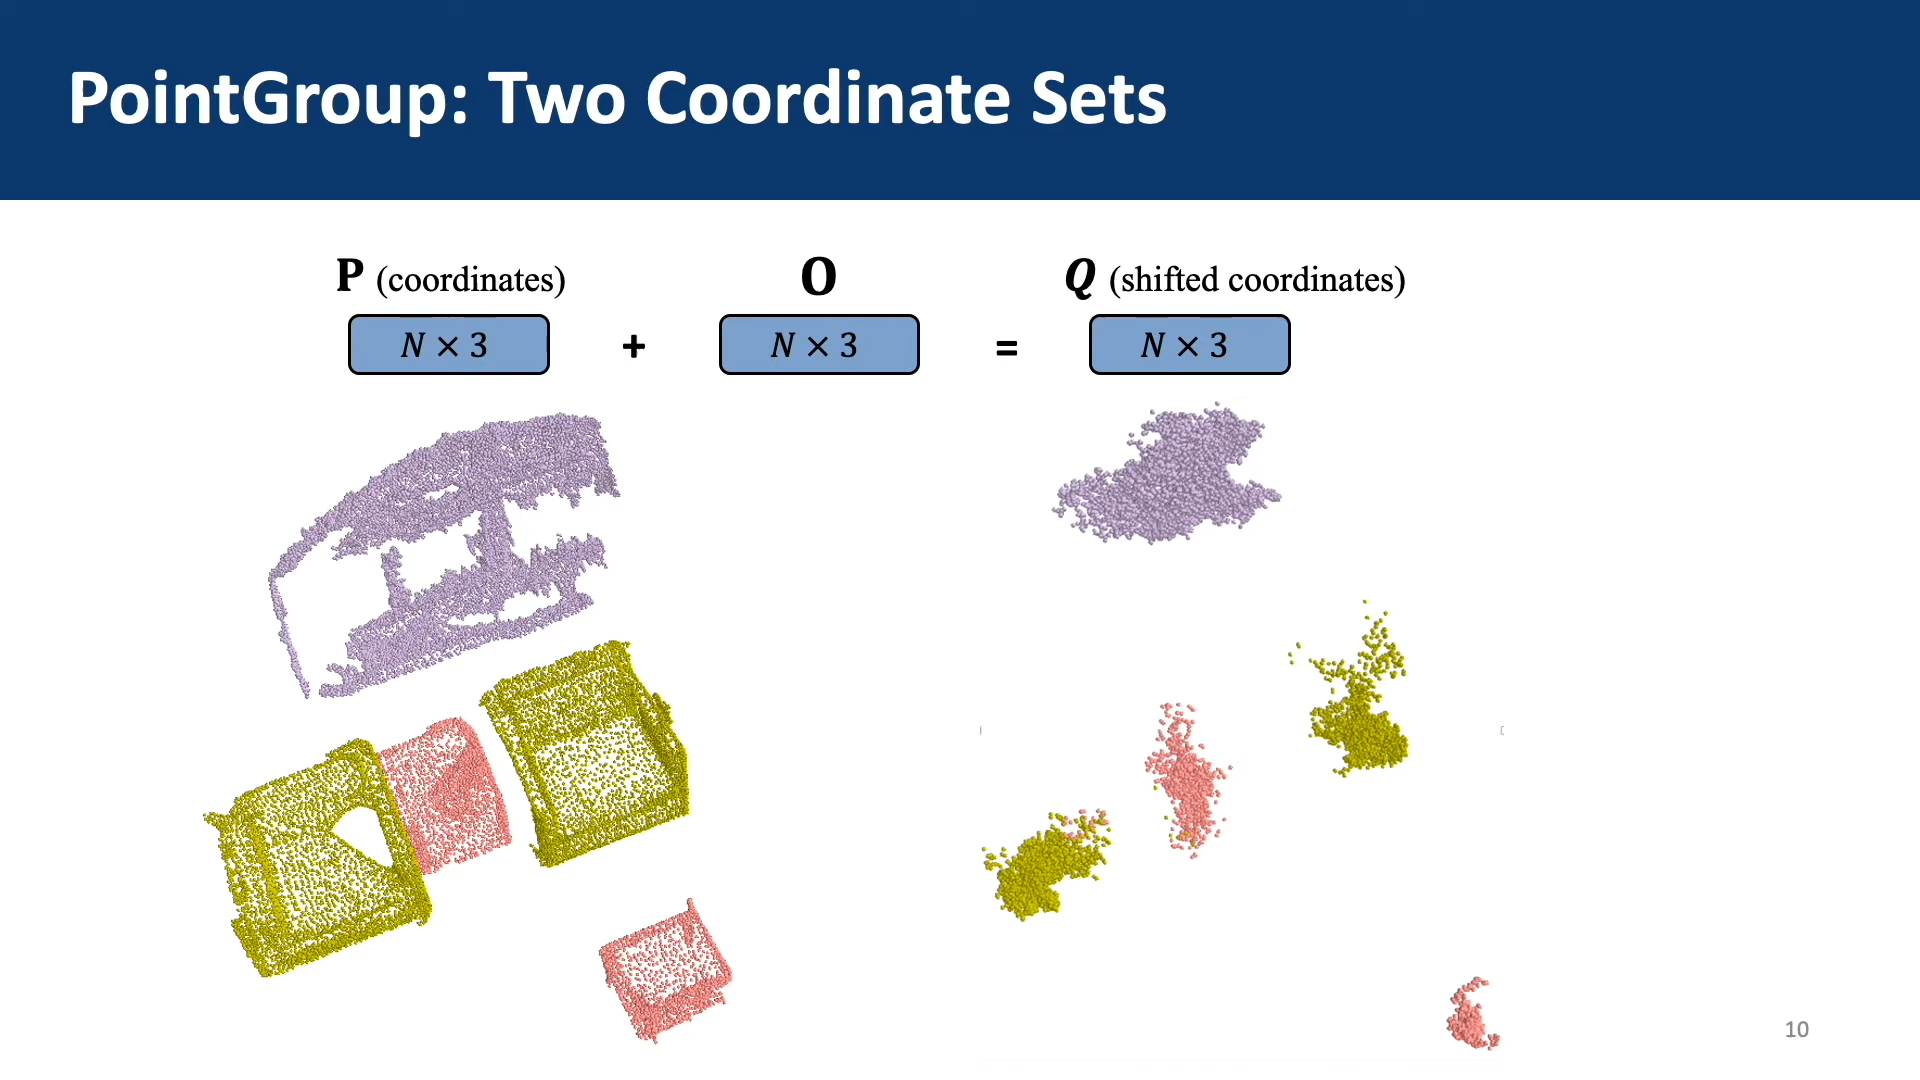 PointGroup: Two Coordinate Sets
P (coordinates) O Q (shifted coordinates)
N × 3 + N × 3 = N × 3
10